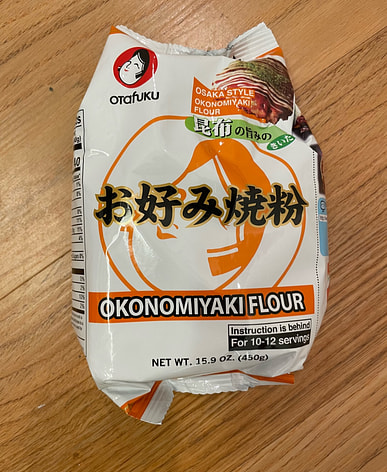 OTafUKU
OSAKA STYLE
OKONOMIYAKI
FLOUR
昆布の旨みの
きいた
お好み焼粉
OKONOMIYAKI FLOUR
Instruction is behind
For 10-12 servings
NET WT. 15.9 OZ. (450g)